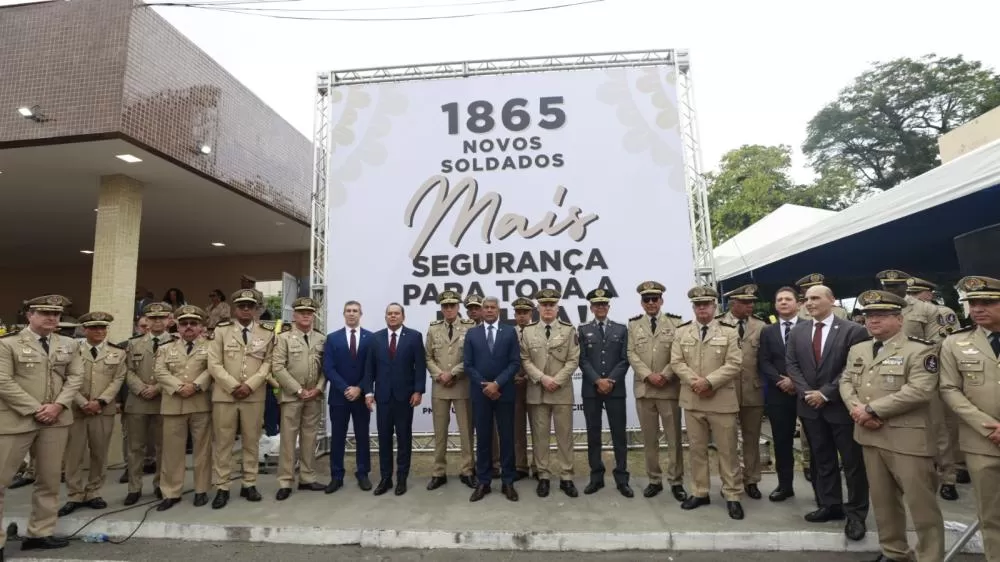 1865
NOVOS
SOLDADOS
Mais
SEGURANÇA
PARA TODA A